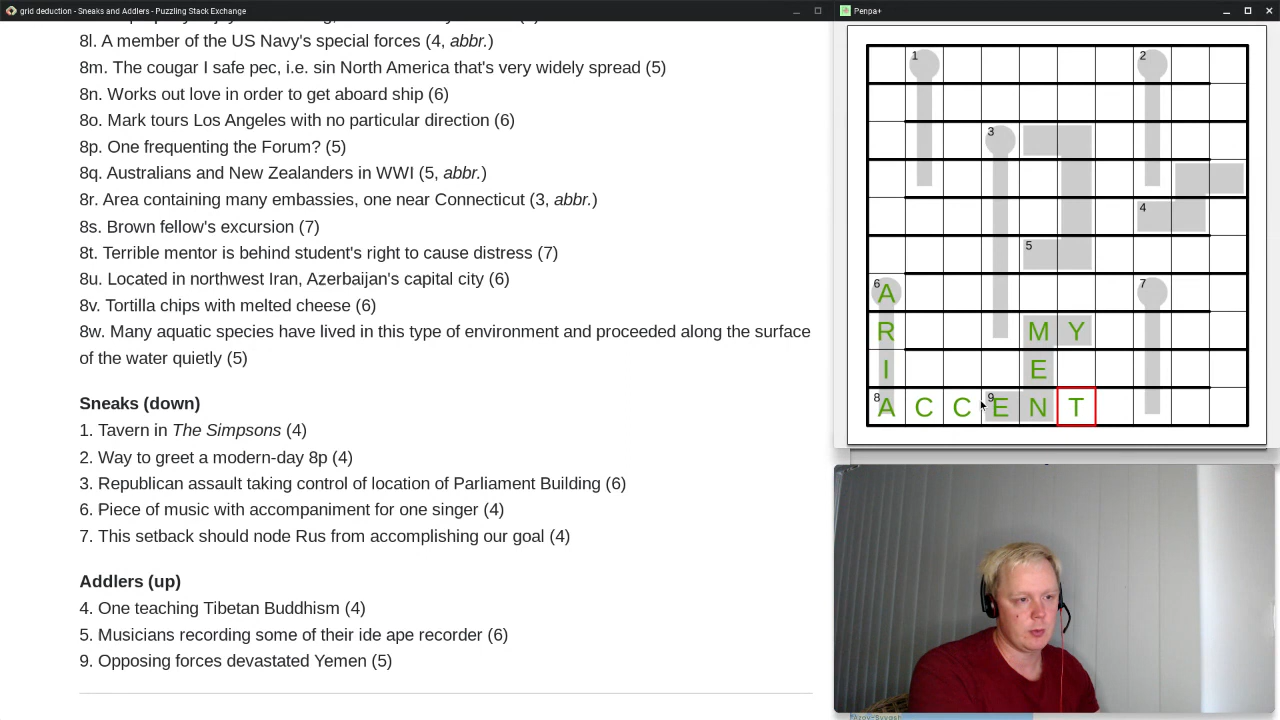 grid deduction - Sneaks and Adders - Puzzling Stack Exchange
Penpa+
8l. A member of the US Navy's special forces (4, abbr.)
8m. The cougar I safe pec, i.e. sin North America that's very widely spread (5)
8n. Works out love in order to get aboard ship (6)
8o. Mark tours Los Angeles with no particular direction (6)
8p. One frequenting the Forum? (5)
8q. Australians and New Zealanders in WWI (5, abbr.)
8r. Area containing many embassies, one near Connecticut (3, abbr.)
8s. Brown fellow's excursion (7)
8t. Terrible mentor is behind student's right to cause distress (7)
8u. Located in northwest Iran, Azerbaijan's capital city (6)
8v. Tortilla chips with melted cheese (6)
8w. Many aquatic species have lived in this type of environment and proceeded along the surface
of the water quietly (5)
Sneaks (down)
1. Tavern in The Simpsons (4)
2. Way to greet a modern-day 8p (4)
3. Republican assault taking control of location of Parliament Building (6)
6. Piece of music with accompaniment for one singer (4)
7. This setback should node Rus from accomplishing our goal (4)
Addlers (up)
4. One teaching Tibetan Buddhism (4)
5. Musicians recording some of their ide ape recorder (6)
9. Opposing forces devastated Yemen (5)
1 2
3
4
5
6 A 7
R M Y
I E
8 A C C 9 E N T